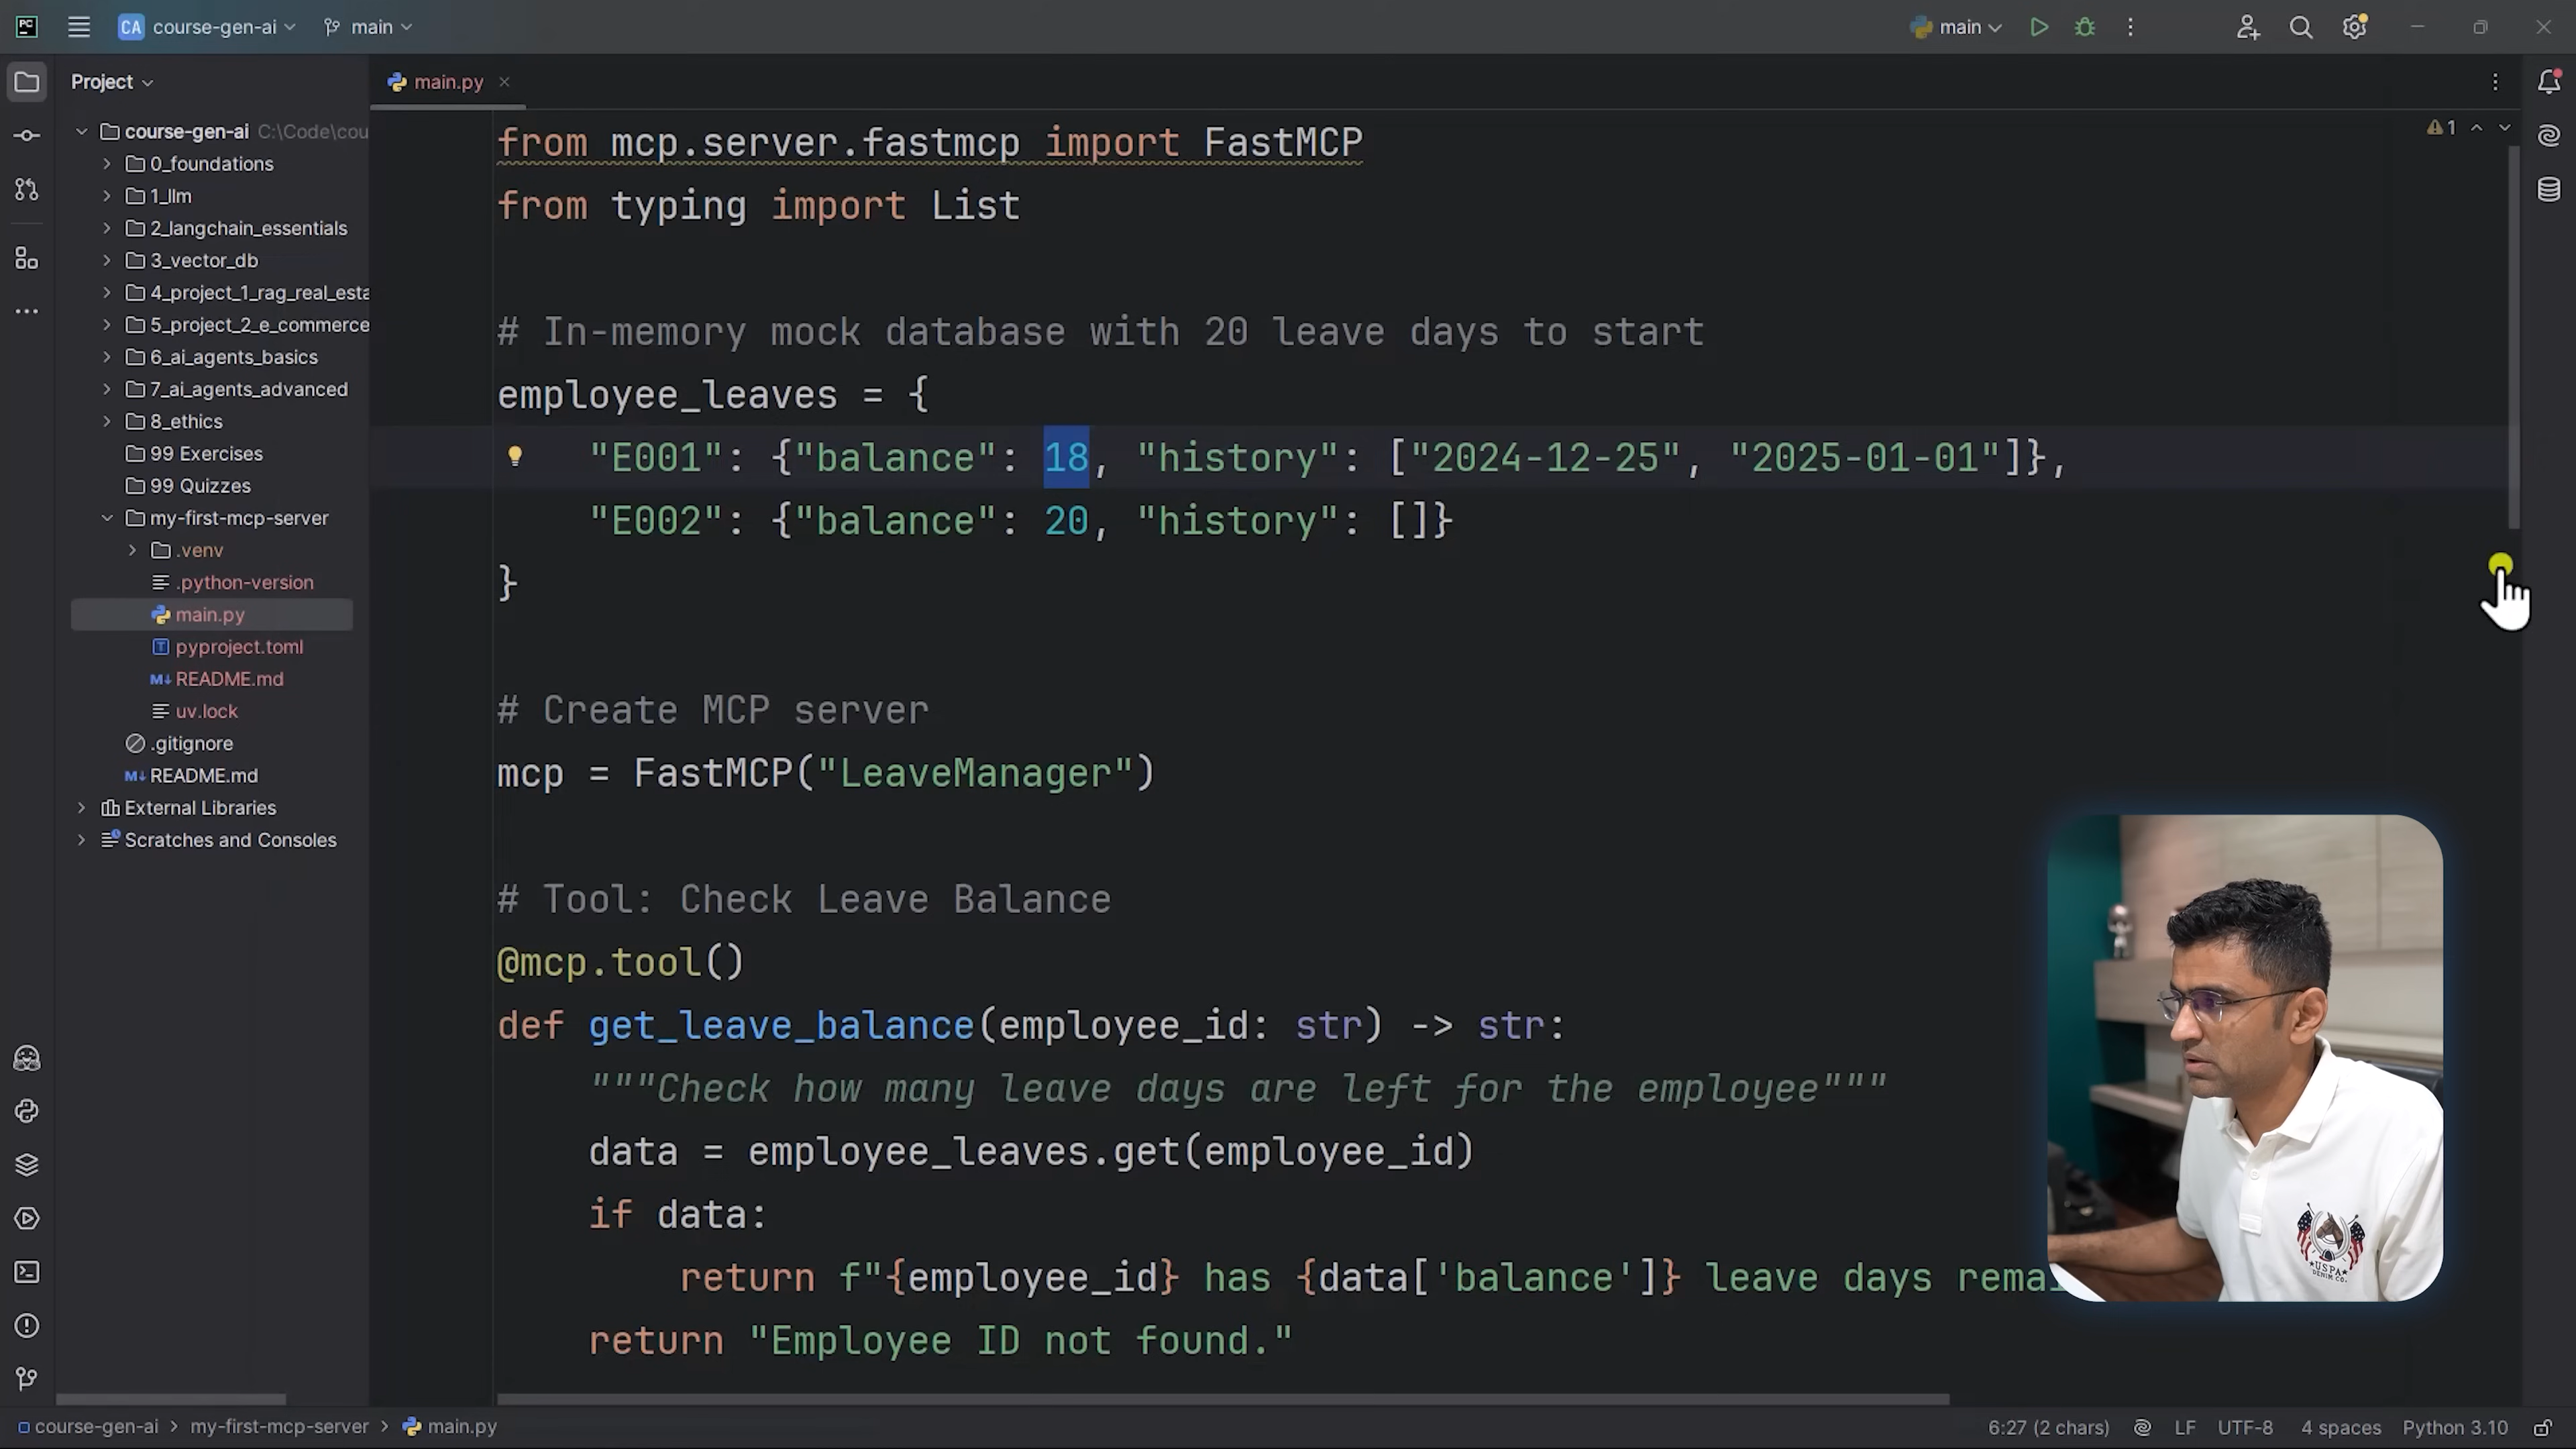 CA course-gen-ai main
main
Project
main.py
course-gen-ai C:\Code\cou
0_foundations
1_llm
2_langchain_essentials
3_vector_db
4_project_1_rag_real_esta
5_project_2_e_commerce
6_ai_agents_basics
7_ai_agents_advanced
8_ethics
99 Exercises
99 Quizzes
my-first-mcp-server
.venv
.python-version
main.py
pyproject.toml
README.md
uv.lock
.gitignore
README.md
External Libraries
Scratches and Consoles
1
from mcp.server.fastmcp import FastMCP
from typing import List
# In-memory mock database with 20 leave days to start
employee_leaves = {
"E001": {"balance": 18, "history": ["2024-12-25", "2025-01-01"]},
"E002": {"balance": 20, "history": []}
}
# Create MCP server
mcp = FastMCP("LeaveManager")
# Tool: Check Leave Balance
@mcp.tool()
def get_leave_balance(employee_id: str) -> str:
"""Check how many leave days are left for the employee"""
data = employee_leaves.get(employee_id)
if data:
return f"{employee_id} has {data['balance']} leave days remai
return "Employee ID not found."
USPA
DENIM CO.
course-gen-ai > my-first-mcp-server > main.py
6:27 (2 chars) LF UTF-8 4 spaces Python 3.10